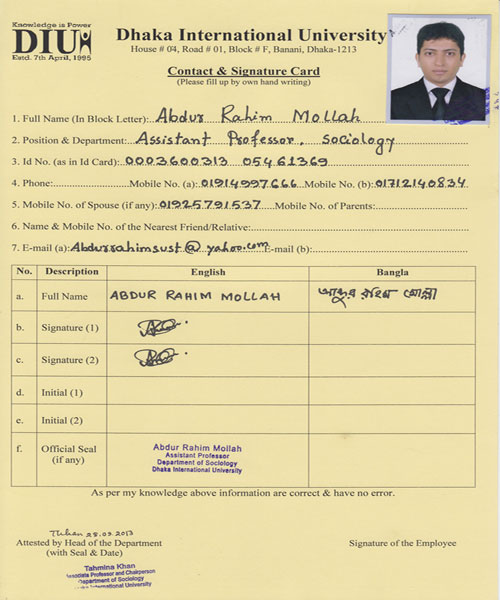 Knowledge is Power
DIU
Estd. 7th April, 1995
Dhaka International University
House # 04, Road # 01, Block # F, Banani, Dhaka-1213
Contact & Signature Card
(Please fill up by own hand writing)
1. Full Name (In Block Letter): Abdur Rahim Mollah
2. Position & Department: Assistant Professor, Sociology
3. Id No. (as in Id Card): 0003600313 05461369
4. Phone: Mobile No. (a): 01914997666 Mobile No. (b): 01712140834
5. Mobile No. of Spouse (if any): 01925791537 Mobile No. of Parents:
6. Name & Mobile No. of the Nearest Friend/Relative:
7. E-mail (a): Abdurrahimsust@yahoo.com E-mail (b):
No. Description English Bangla
a. Full Name ABDUR RAHIM MOLLAH আব্দুর রহিম মোল্লা
b. Signature (1)
c. Signature (2)
d. Initial (1)
e. Initial (2)
f. Official Seal (if any)
Abdur Rahim Mollah
Assistant Professor
Department of Sociology
Dhaka International University
As per my knowledge above information are correct & have no error.
28.09.2013
Attested by Head of the Department Signature of the Employee
(with Seal & Date)
Tahmina Khan
Associate Professor and Chairperson
Department of Sociology
International University